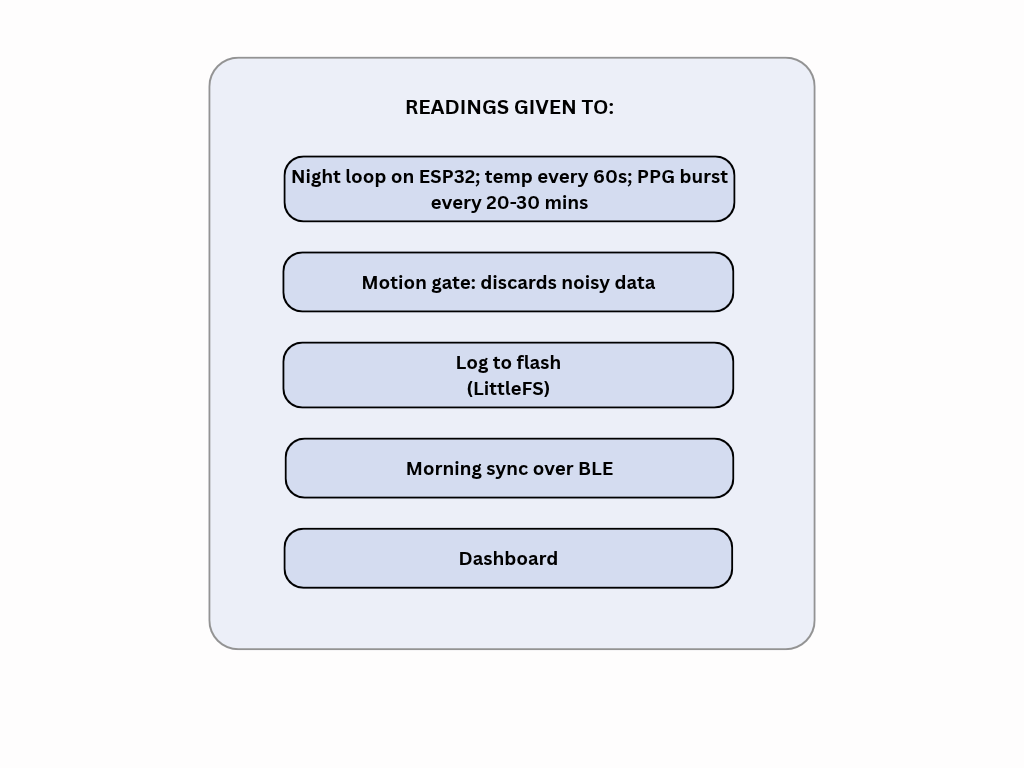 READINGS GIVEN TO:
Night loop on ESP32; temp every 60s; PPG burst
every 20-30 mins
Motion gate: discards noisy data
Log to flash
(LittleFS)
Morning sync over BLE
Dashboard